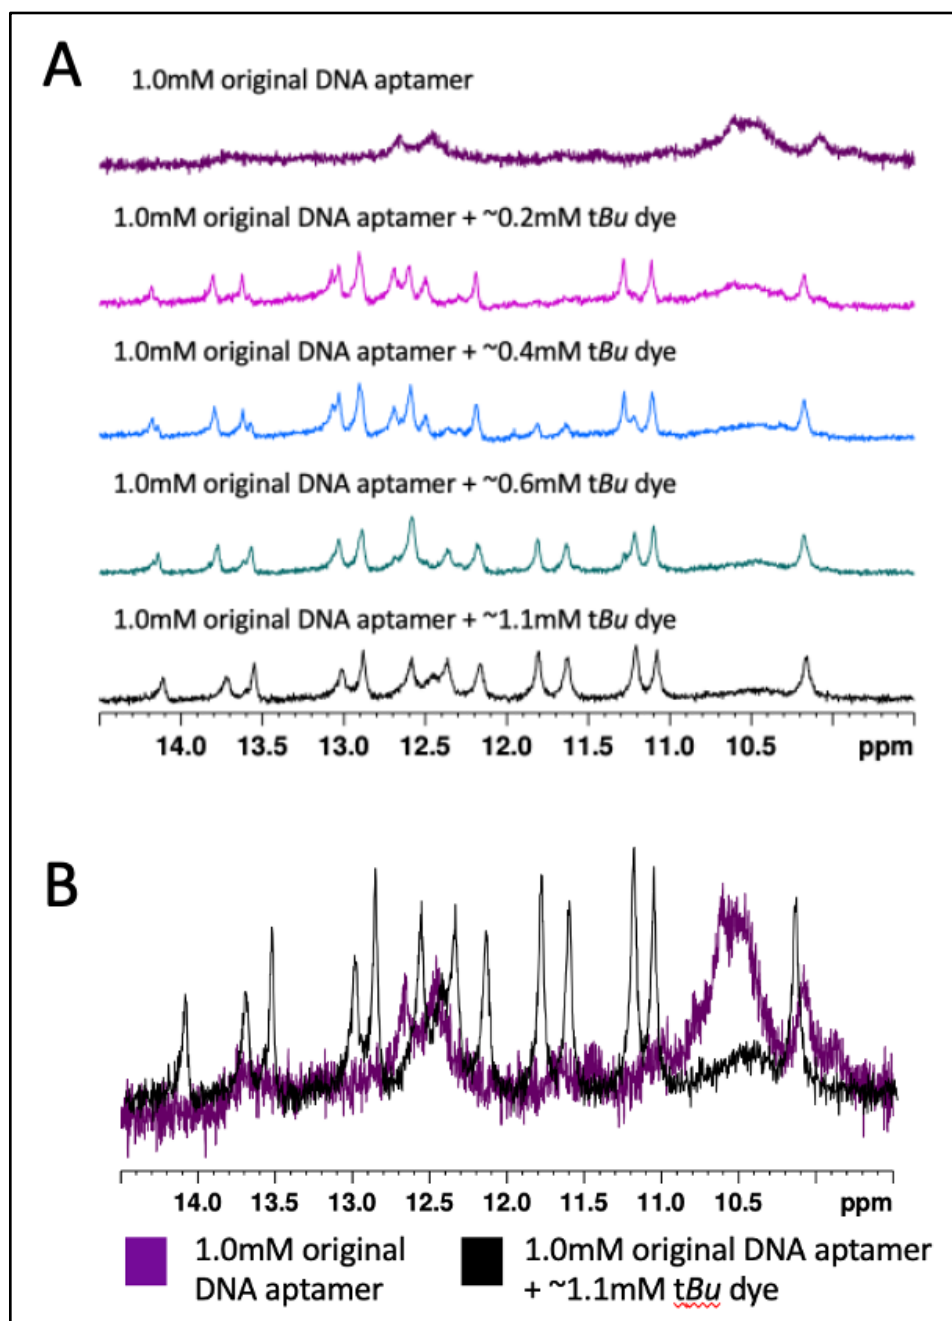 A
1.0mM original DNA aptamer
1.0mM original DNA aptamer + ~0.2mM tBu dye
1.0mM original DNA aptamer + ~0.4mM tBu dye
1.0mM original DNA aptamer + ~0.6mM tBu dye
1.0mM original DNA aptamer + ~1.1mM tBu dye
14.0 13.5 13.0 12.5 12.0 11.5 11.0 10.5 ppm
B
14.0 13.5 13.0 12.5 12.0 11.5 11.0 10.5 ppm
1.0mM original 1.0mM original DNA aptamer
DNA aptamer + ~1.1mM tBu dye